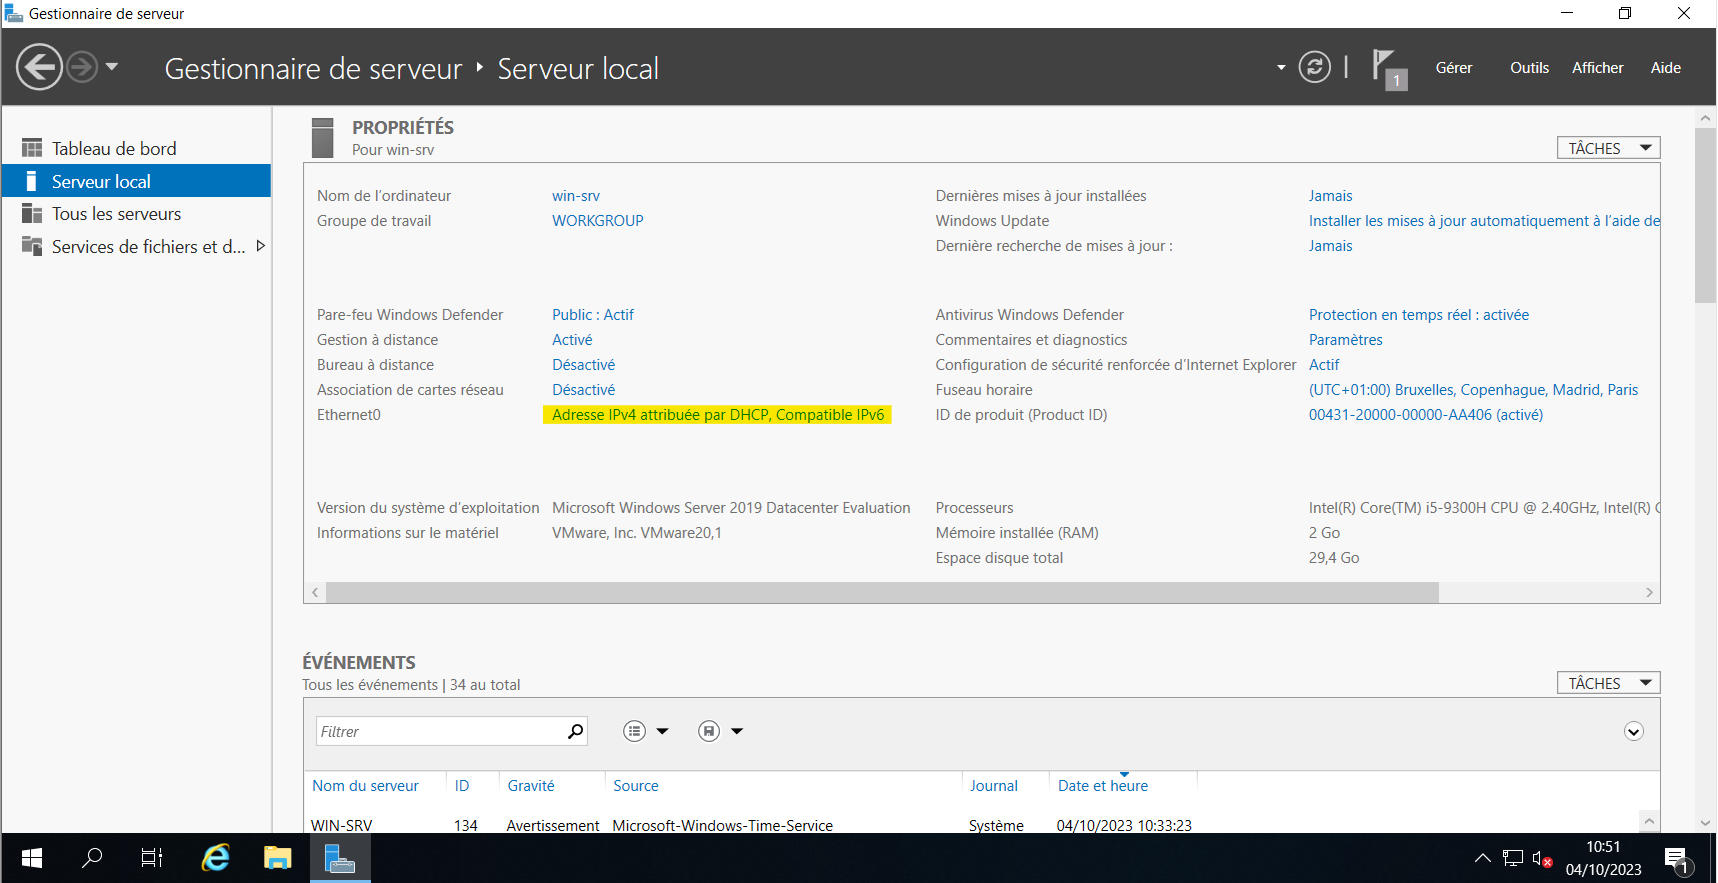 Gestionnaire de serveur
Gestionnaire de serveur ‣ Serveur local
1
Gérer
Outils
Afficher
Aide
Tableau de bord
Serveur local
Tous les serveurs
Services de fichiers et d...
PROPRIÉTÉS
Pour win-srv
TÂCHES
Nom de l'ordinateur win-srv
Groupe de travail WORKGROUP
Dernières mises à jour installées Jamais
Windows Update Installer les mises à jour automatiquement à l'aide de
Dernière recherche de mises à jour : Jamais
Pare-feu Windows Defender Public : Actif
Gestion à distance Activé
Bureau à distance Désactivé
Association de cartes réseau Désactivé
Ethernet0 Adresse IPv4 attribuée par DHCP, Compatible IPv6
Antivirus Windows Defender Protection en temps réel : activée
Commentaires et diagnostics Paramètres
Configuration de sécurité renforcée d'Internet Explorer Actif
Fuseau horaire (UTC+01:00) Bruxelles, Copenhague, Madrid, Paris
ID de produit (Product ID) 00431-20000-00000-AA406 (activé)
Version du système d'exploitation Microsoft Windows Server 2019 Datacenter Evaluation
Informations sur le matériel VMware, Inc. VMware20,1
Processeurs Intel(R) Core(TM) i5-9300H CPU @ 2.40GHz, Intel(R)
Mémoire installée (RAM) 2 Go
Espace disque total 29,4 Go
ÉVÉNEMENTS
Tous les événements | 34 au total
TÂCHES
Filtrer
Nom du serveur ID Gravité Source Journal Date et heure
WIN-SRV 134 Avertissement Microsoft-Windows-Time-Service Système 04/10/2023 10:33:23
10:51
04/10/2023
1